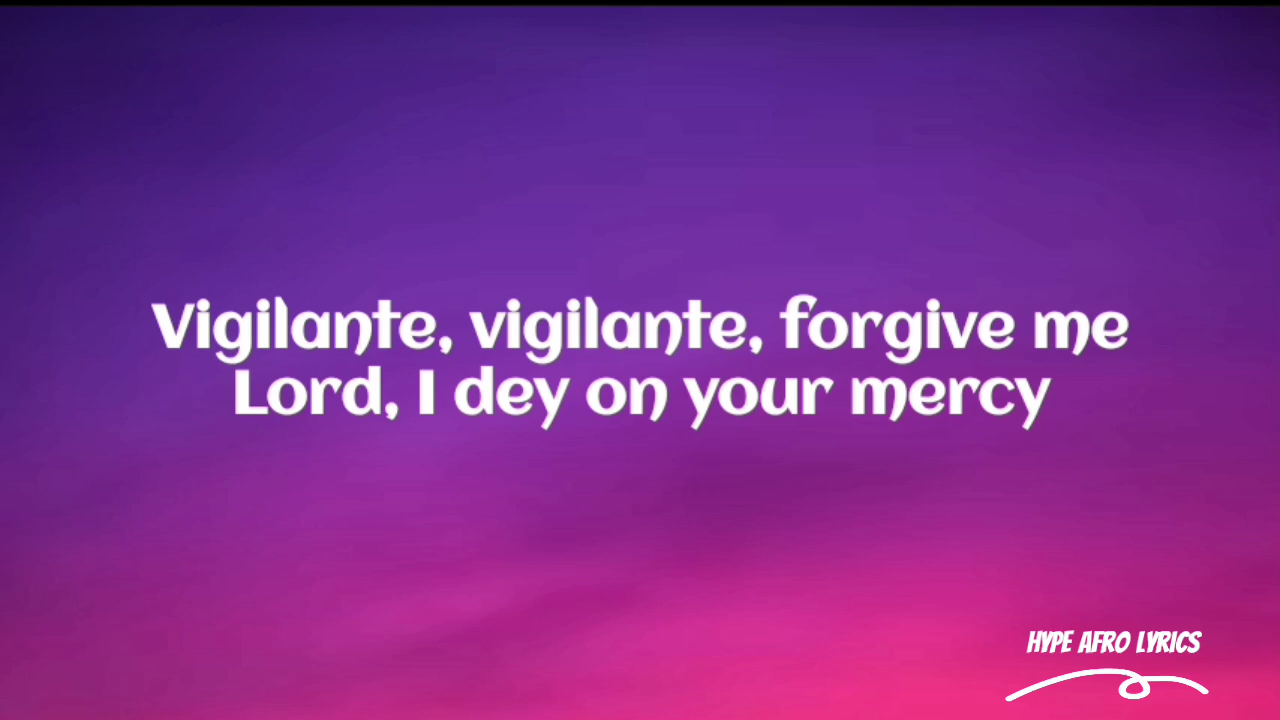 Vigilante, vigilante, forgive me
Lord, I dey on your mercy
HYPE AFRO LYRICS